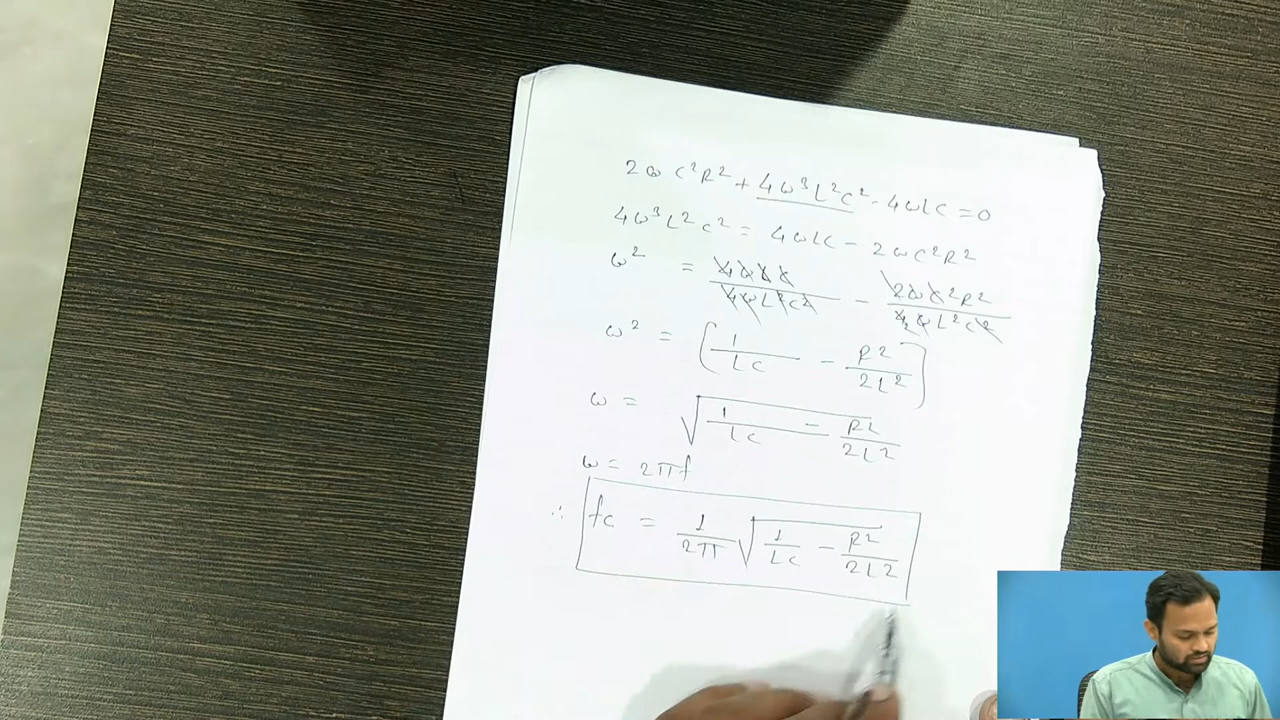 2ωC²R² + 4ω³L²C² - 4ωLC = 0
4ω³L²C² = 4ωLC - 2ωC²R²
ω² = 4ωLC/4ωL²C² - 2ωC²R²/4ωL²C²
ω² = (1/LC - R²/2L²)
ω = √(1/LC - R²/2L²)
ω = 2πf
∴ fc = 1/2π √(1/LC - R²/2L²)